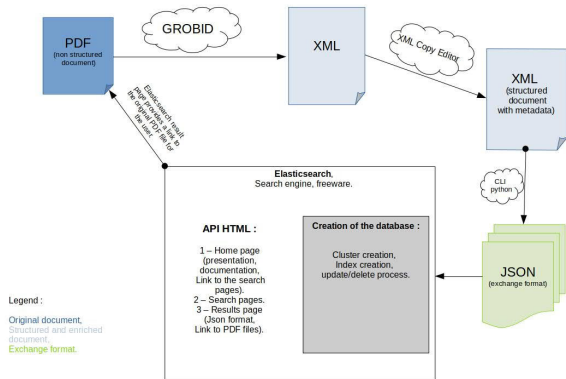 PDF
(non structured
document)
GROBID
XML
XML Copy Editor
XML
(structured
document
with metadata)
Elasticsearch result
page provides a link to
the original PDF file for
the user.
CLI
python
Elasticsearch,
Search engine, freeware.
API HTML :
1 – Home page
(presentation,
documentation,
Link to the search
pages).
2 – Search pages.
3 – Results page
(Json format,
Link to PDF files).
Creation of the database :
Cluster creation,
Index creation,
update/delete process.
JSON
(exchange format)
Legend :
Original document,
Structured and enriched
document,
Exchange format.